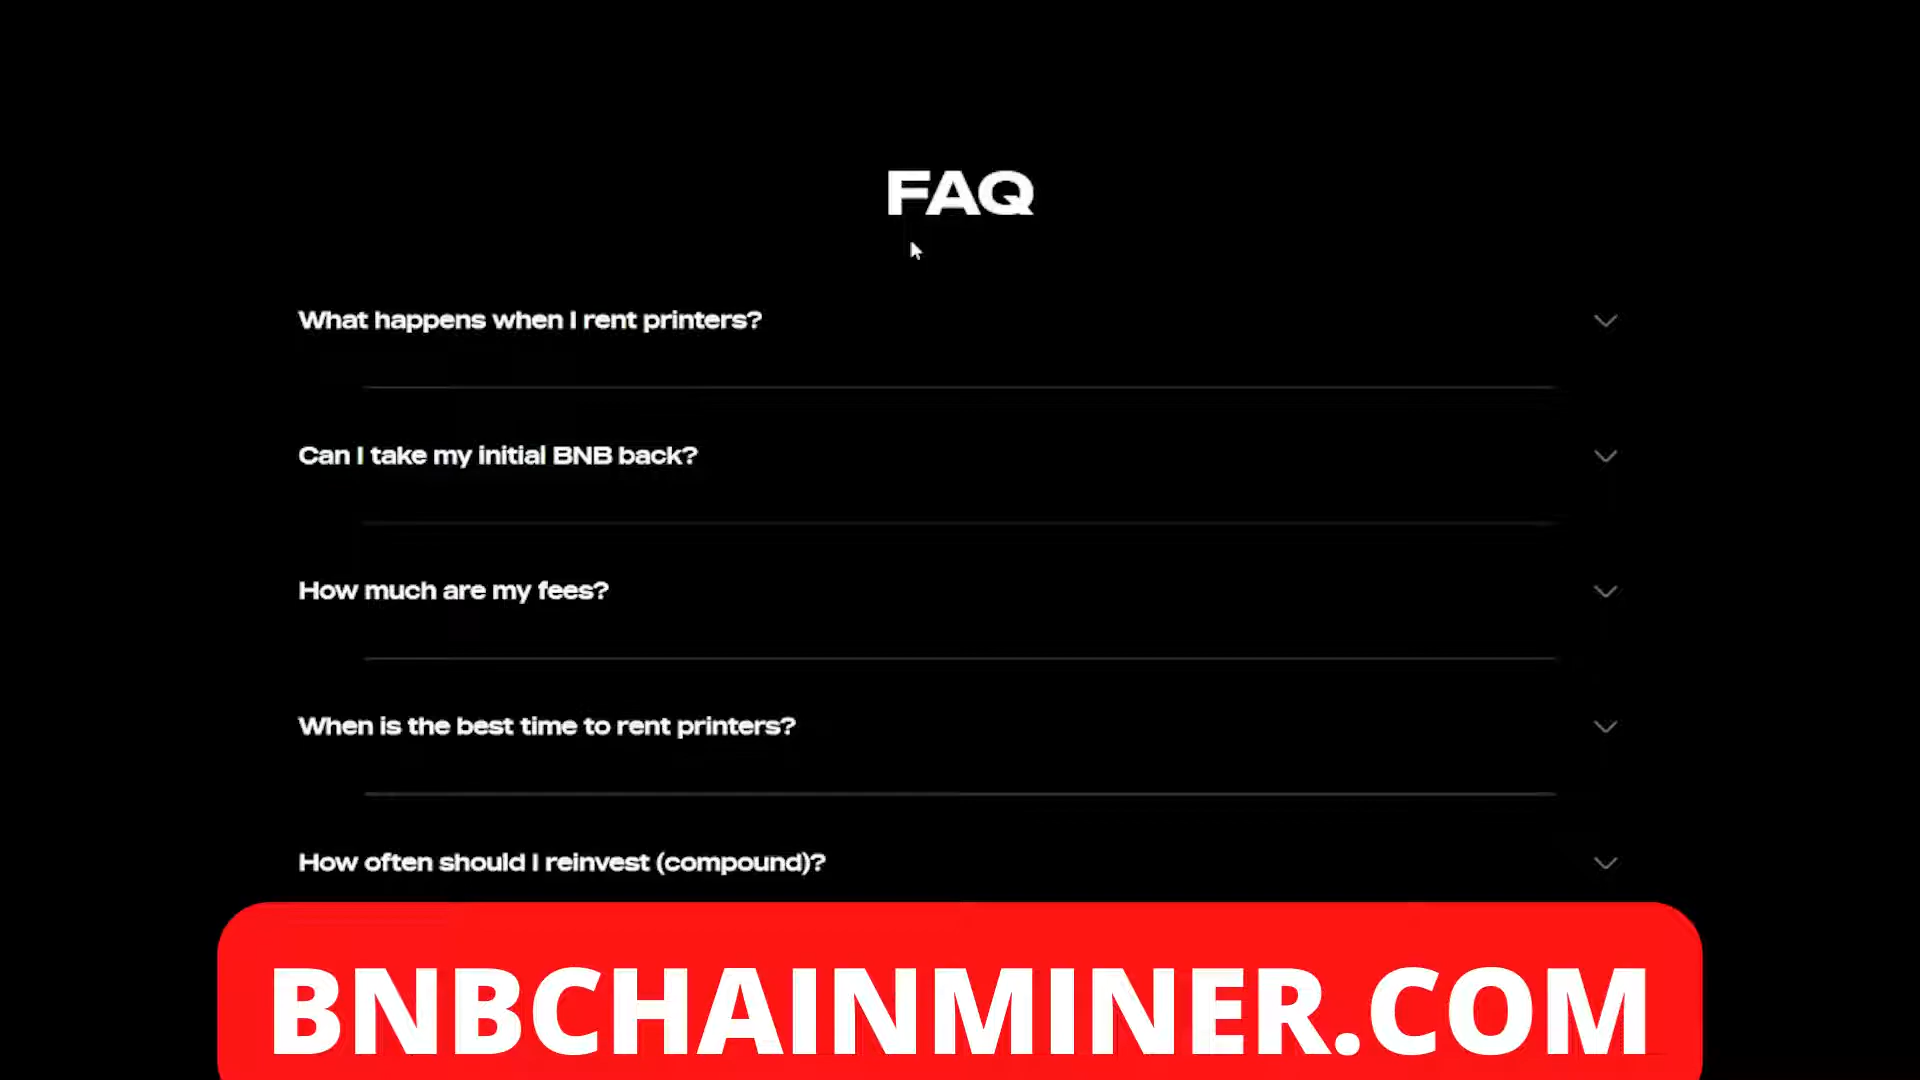 FAQ
What happens when I rent printers?
Can I take my initial BNB back?
How much are my fees?
When is the best time to rent printers?
How often should I reinvest (compound)?
BNBCHAINMINER.COM